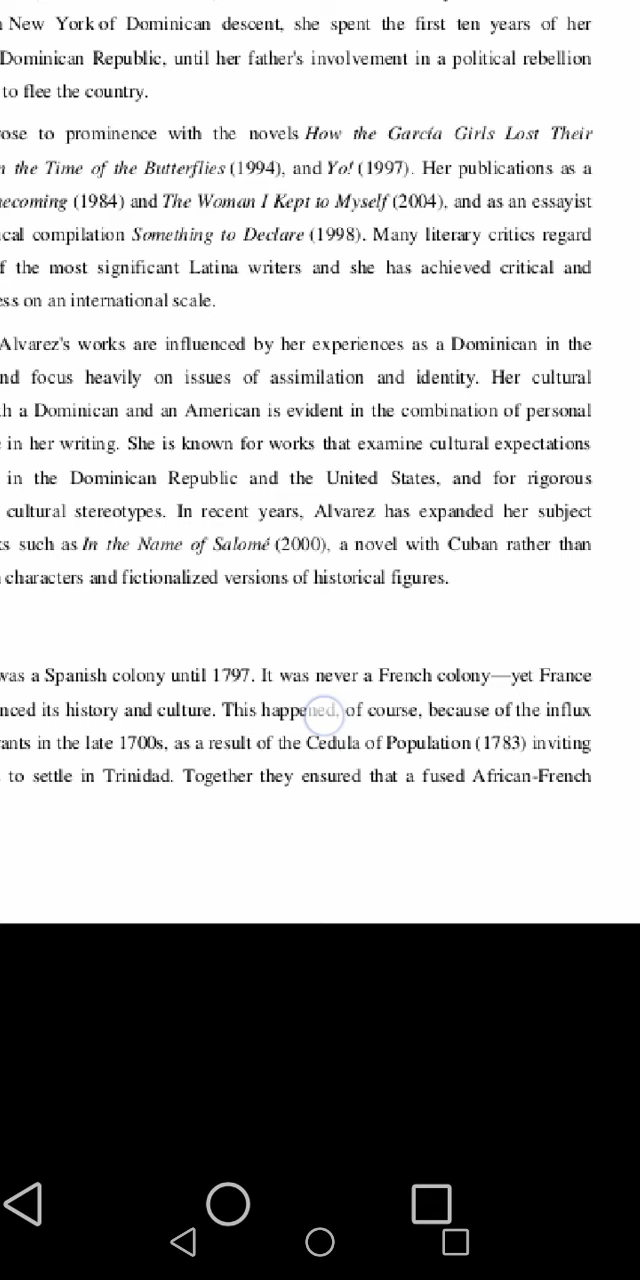 New York of Dominican descent, she spent the first ten years of her
Dominican Republic, until her father's involvement in a political rebellion
to flee the country.
ose to prominence with the novels How the García Girls Lost Their
n the Time of the Butterflies (1994), and Yo! (1997). Her publications as a
ecoming (1984) and The Woman I Kept to Myself (2004), and as an essayist
cal compilation Something to Declare (1998). Many literary critics regard
f the most significant Latina writers and she has achieved critical and
ess on an international scale.
Alvarez's works are influenced by her experiences as a Dominican in the
nd focus heavily on issues of assimilation and identity. Her cultural
h a Dominican and an American is evident in the combination of personal
in her writing. She is known for works that examine cultural expectations
in the Dominican Republic and the United States, and for rigorous
cultural stereotypes. In recent years, Alvarez has expanded her subject
ks such as In the Name of Salomé (2000), a novel with Cuban rather than
characters and fictionalized versions of historical figures.
was a Spanish colony until 1797. It was never a French colony—yet France
nced its history and culture. This happened, of course, because of the influx
ants in the late 1700s, as a result of the Cedula of Population (1783) inviting
to settle in Trinidad. Together they ensured that a fused African-French